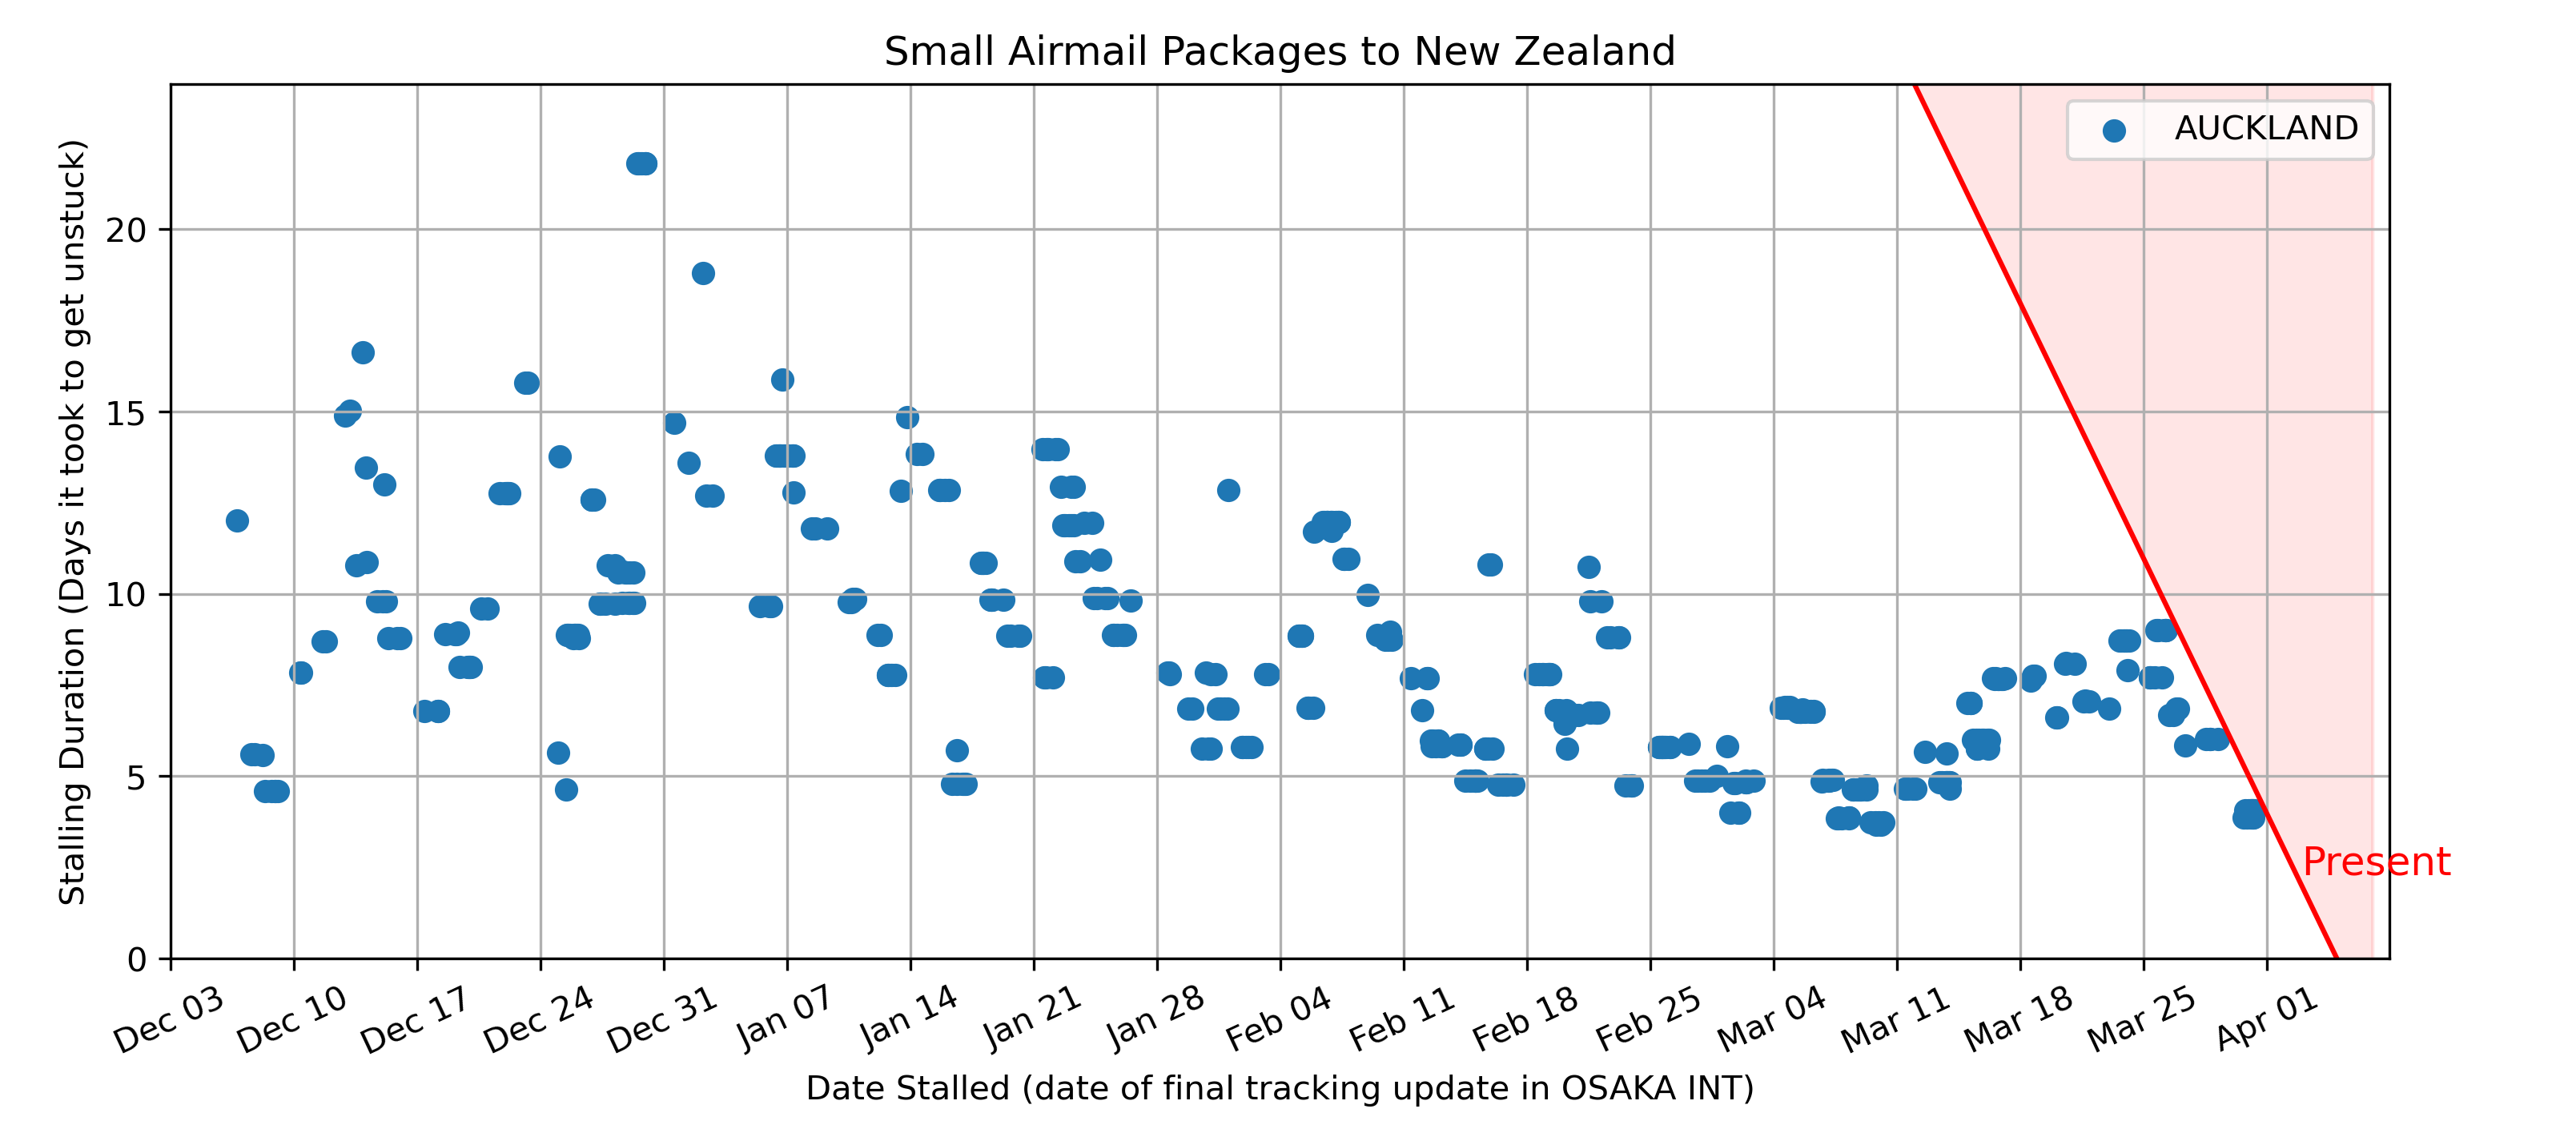 Small Airmail Packages to New Zealand
AUCKLAND
Stalling Duration (Days it took to get unstuck)
20
15
10
5
0
Present
Dec 03
Dec 10
Dec 17
Dec 24
Dec 31
Jan 07
Jan 14
Jan 21
Jan 28
Feb 04
Feb 11
Feb 18
Feb 25
Mar 04
Mar 11
Mar 18
Mar 25
Apr 01
Date Stalled (date of final tracking update in OSAKA INT)